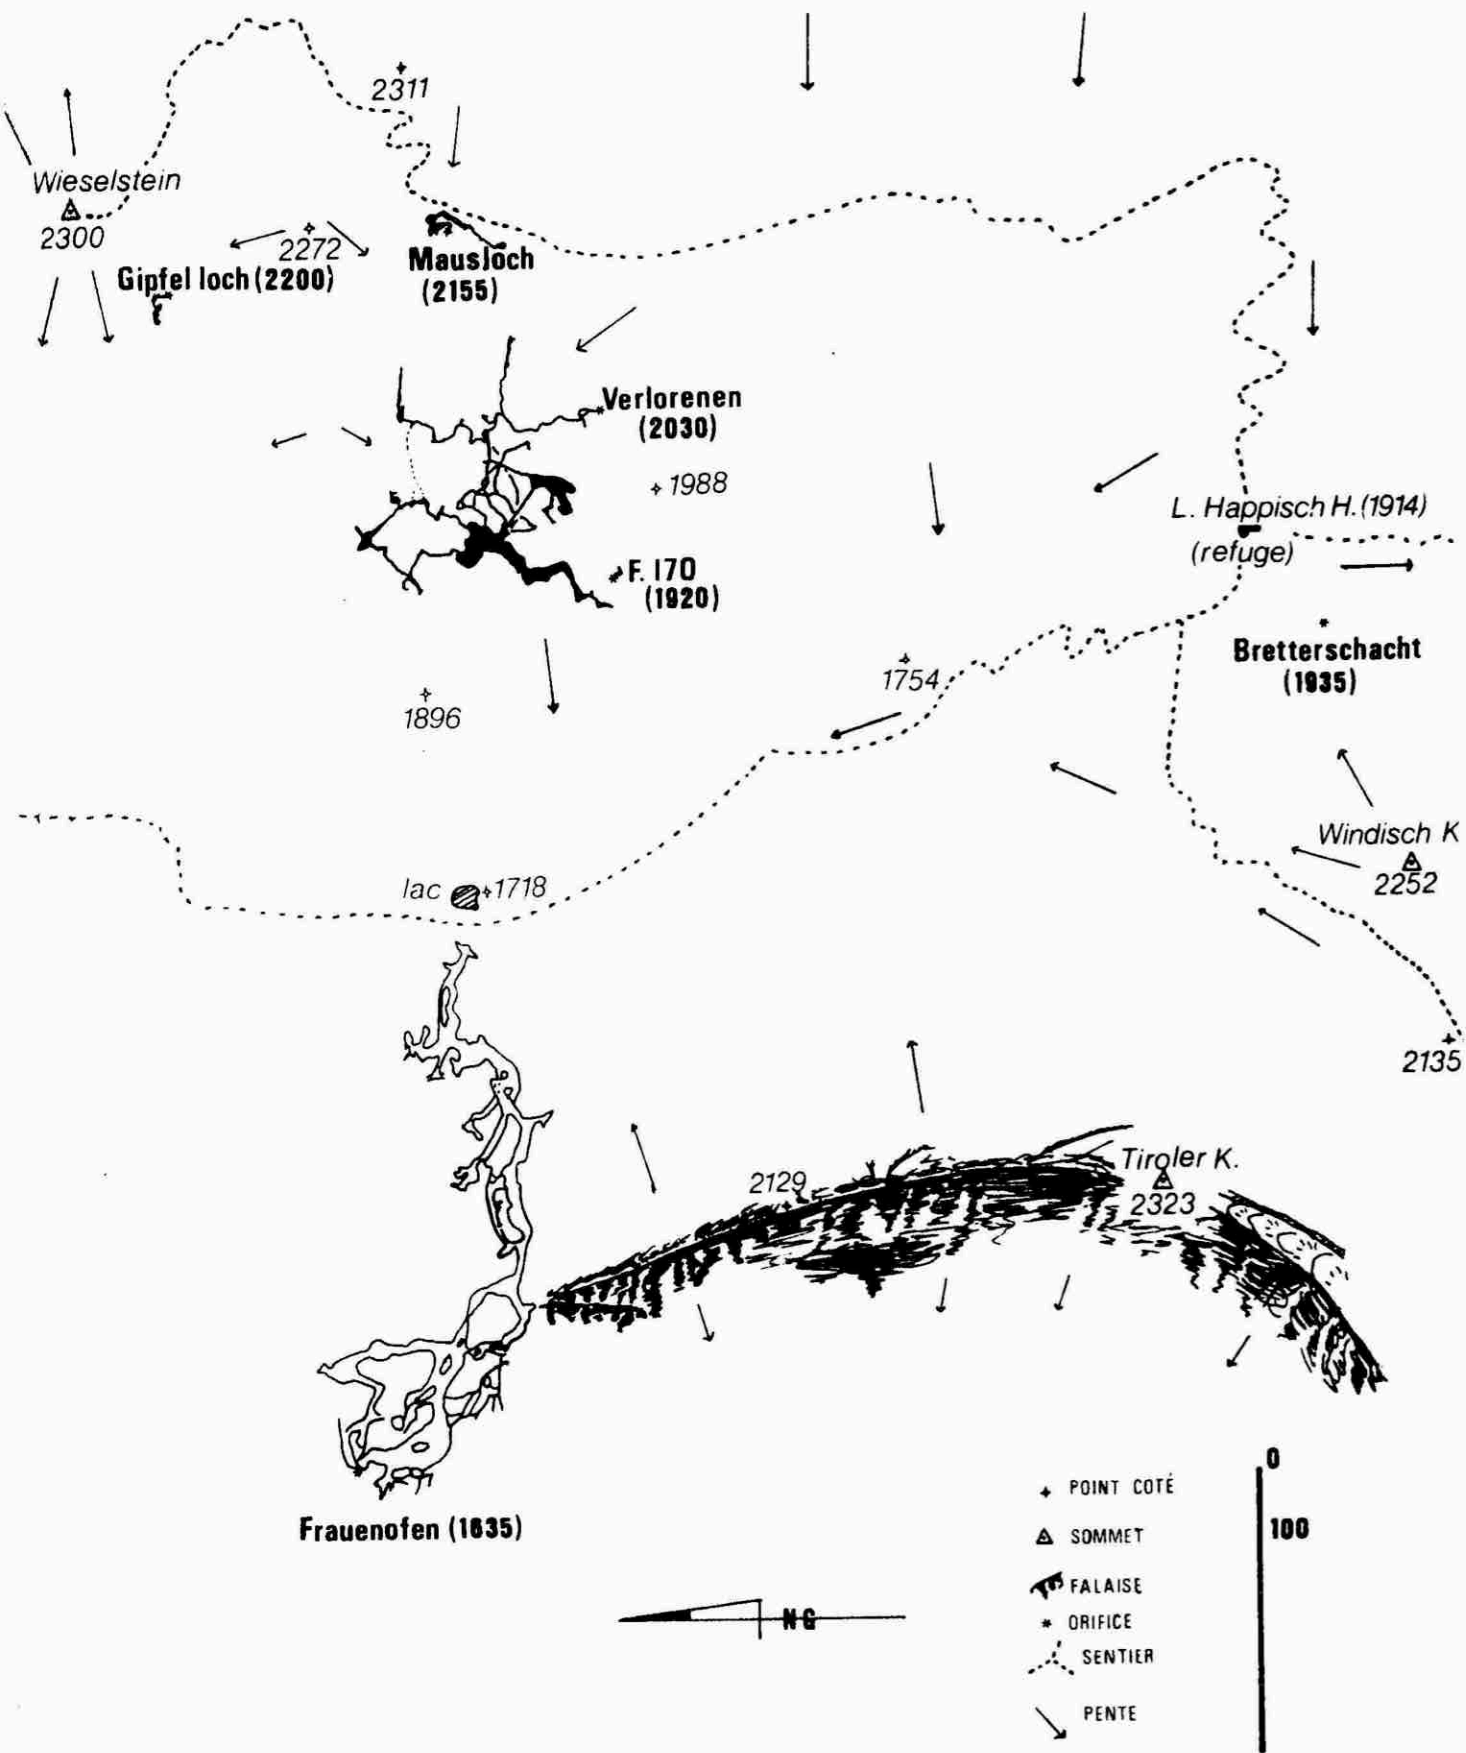 2311
Wieselstein
2300
2272
Gipfel loch (2200)
Mausloch
(2155)
Verlorenen
(2030)
1988
L. Happisch H. (1914)
(refuge)
F. 170
(1920)
Bretterschacht
(1935)
1754
1896
Windisch K
2252
lac
1718
2135
Tiroler K.
2323
2129
Frauenofen (1635)
NG
POINT COTÉ
SOMMET
FALAISE
ORIFICE
SENTIER
PENTE
0
100